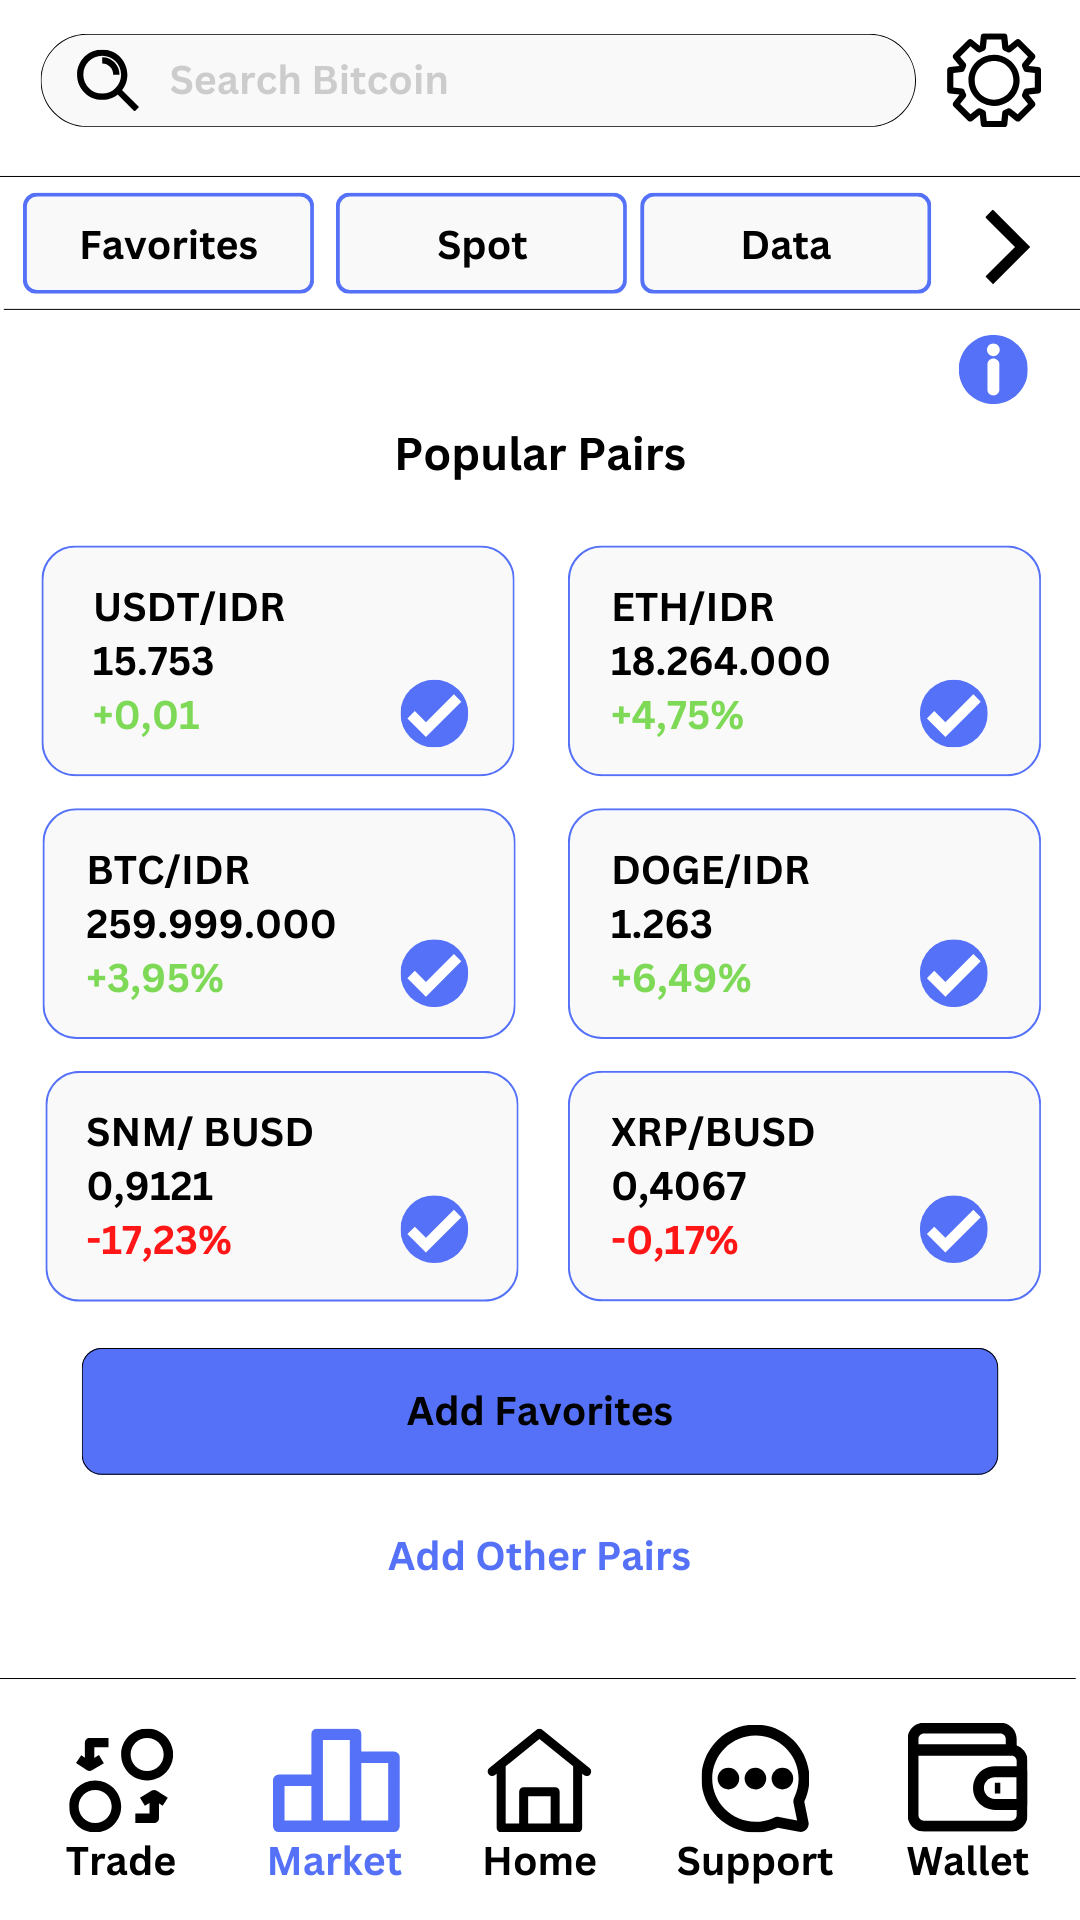 Search Bitcoin
Favorites
Spot
Data
Popular Pairs
USDT/IDR
15.753
+0,01
ETH/IDR
18.264.000
+4,75%
BTC/IDR
259.999.000
+3,95%
DOGE/IDR
1.263
+6,49%
SNM/ BUSD
0,9121
-17,23%
XRP/BUSD
0,4067
-0,17%
Add Favorites
Add Other Pairs
Trade
Market
Home
Support
Wallet